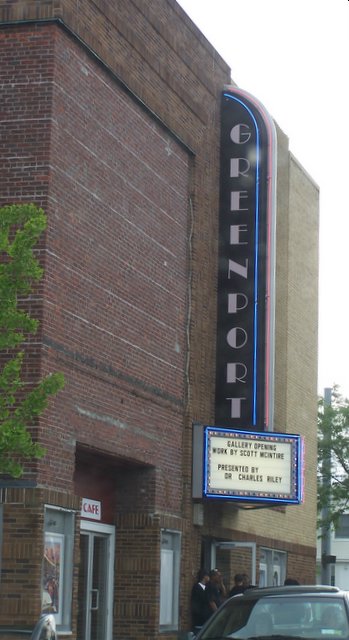 GREENPORT
GALLERY OPENING
WORK BY SCOTT MCINTIRE
PRESENTED BY
DR CHARLES RILEY
CAFE